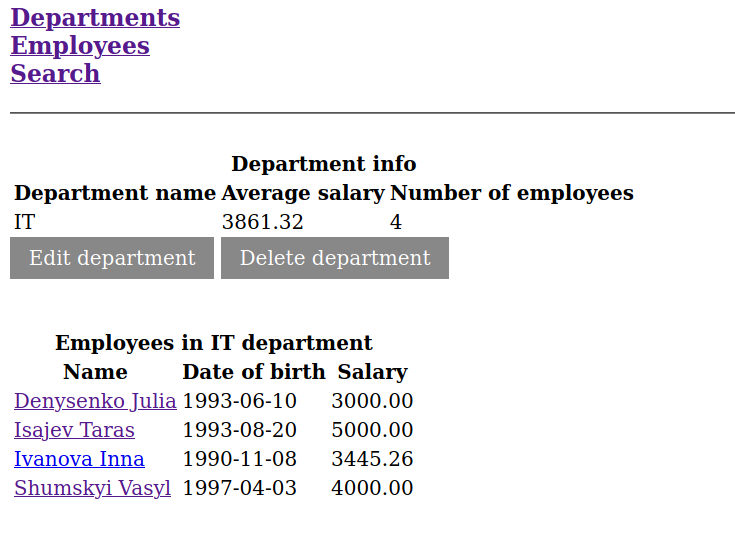 Departments
Employees
Search
Department info
Department name Average salary Number of employees
IT 3861.32 4
Edit department Delete department
Employees in IT department
Name Date of birth Salary
Denysenko Julia 1993-06-10 3000.00
Isajev Taras 1993-08-20 5000.00
Ivanova Inna 1990-11-08 3445.26
Shumskyi Vasyl 1997-04-03 4000.00